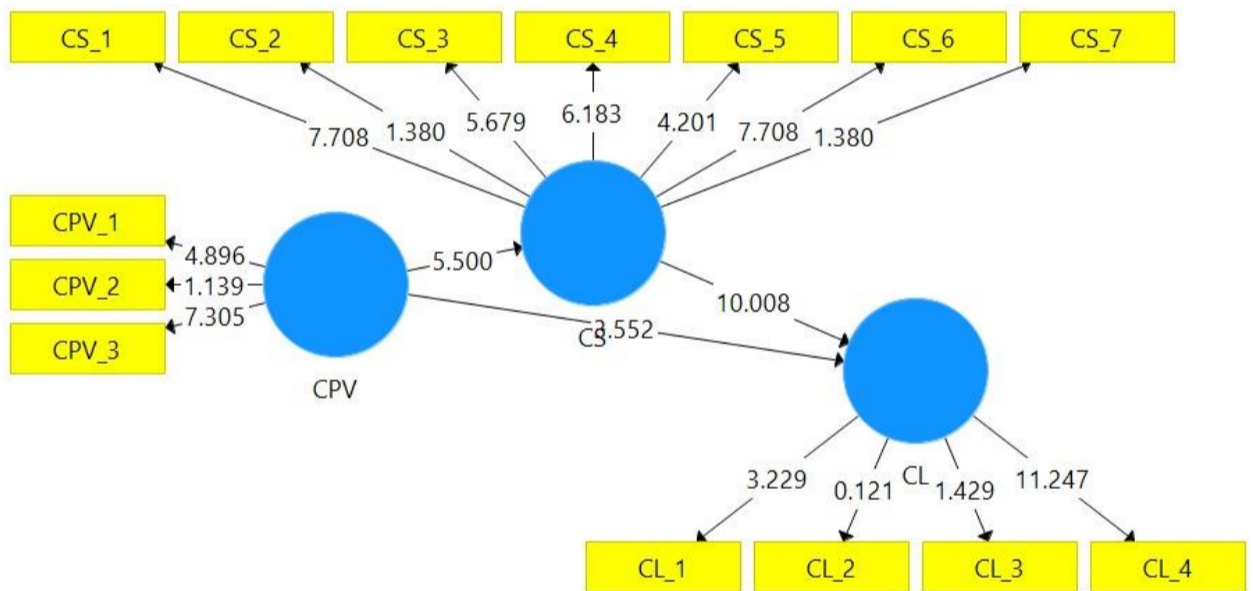 CS_1 CS_2 CS_3 CS_4 CS_5 CS_6 CS_7
7.708 1.380 5.679 6.183 4.201 7.708 1.380
CPV_1
4.896
CPV_2
1.139
CPV_3
7.305
5.500
10.008
3.552
CS
CPV
CL
3.229 0.121 1.429 11.247
CL_1 CL_2 CL_3 CL_4